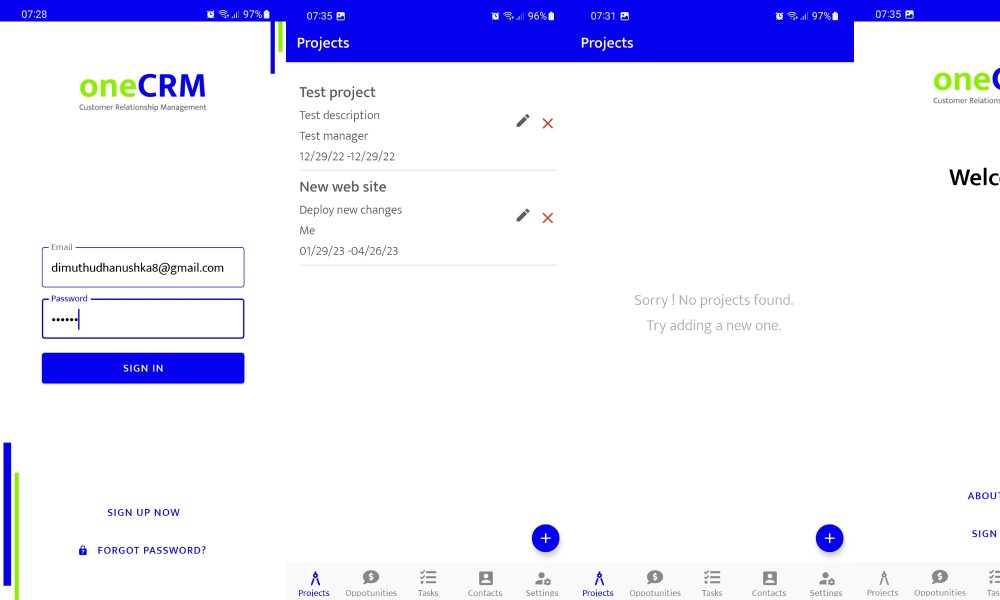 07:28
97%
oneCRM
Customer Relationship Management
Email
dimuthudhanushka8@gmail.com
Password
••••••
SIGN IN
SIGN UP NOW
FORGOT PASSWORD?
07:35
96%
Projects
Test project
Test description
Test manager
12/29/22 -12/29/22
New web site
Deploy new changes
Me
01/29/23 -04/26/23
+
Projects
Oppotunities
Tasks
Contacts
Settings
07:31
97%
Projects
Sorry ! No projects found.
Try adding a new one.
+
Projects
Oppotunities
Tasks
Contacts
Settings
07:35
one
Customer Relations
Welc
ABOUT
SIGN
Projects
Oppotunities
Tas